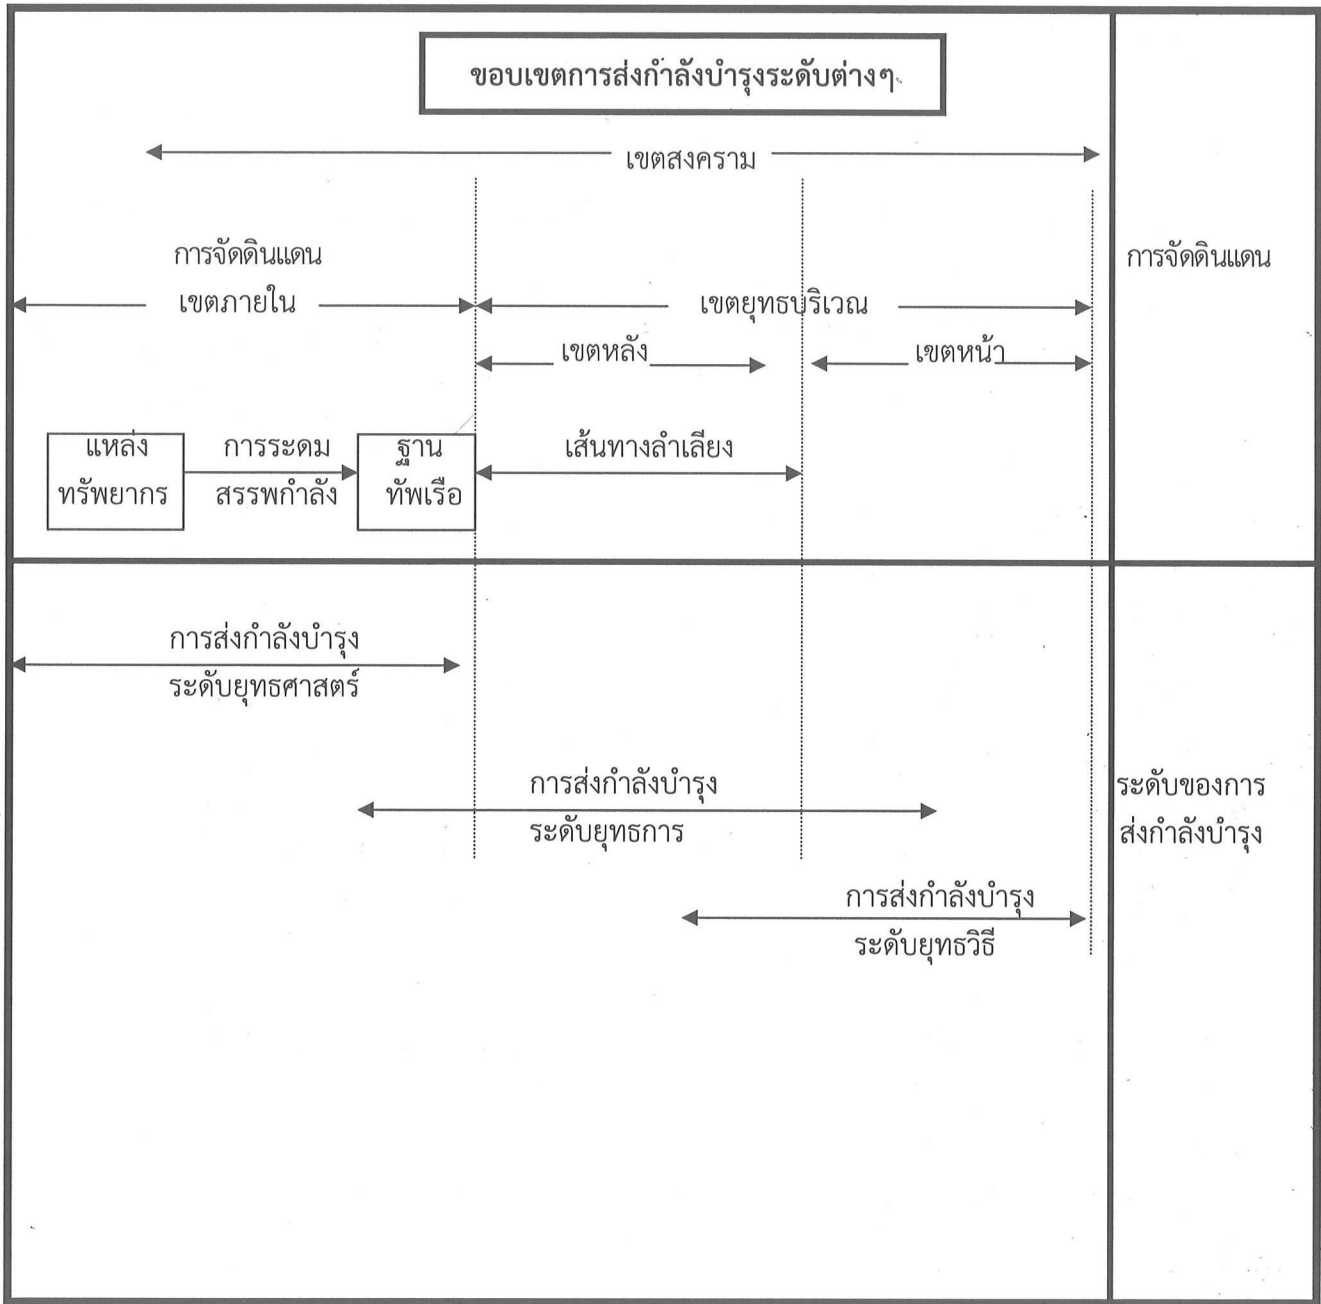 ขอบเขตการส่งกำลังบำรุงระดับต่างๆ
เขตสงคราม
การจัดดินแดน
การจัดดินแดน
เขตภายใน
เขตยุทธบริเวณ
เขตหลัง
เขตหน้า
แหล่ง
ทรัพยากร
การระดม
สรรพกำลัง
ฐาน
ทัพเรือ
เส้นทางลำเลียง
การส่งกำลังบำรุง
ระดับยุทธศาสตร์
การส่งกำลังบำรุง
ระดับยุทธการ
ระดับของการ
ส่งกำลังบำรุง
การส่งกำลังบำรุง
ระดับยุทธวิธี